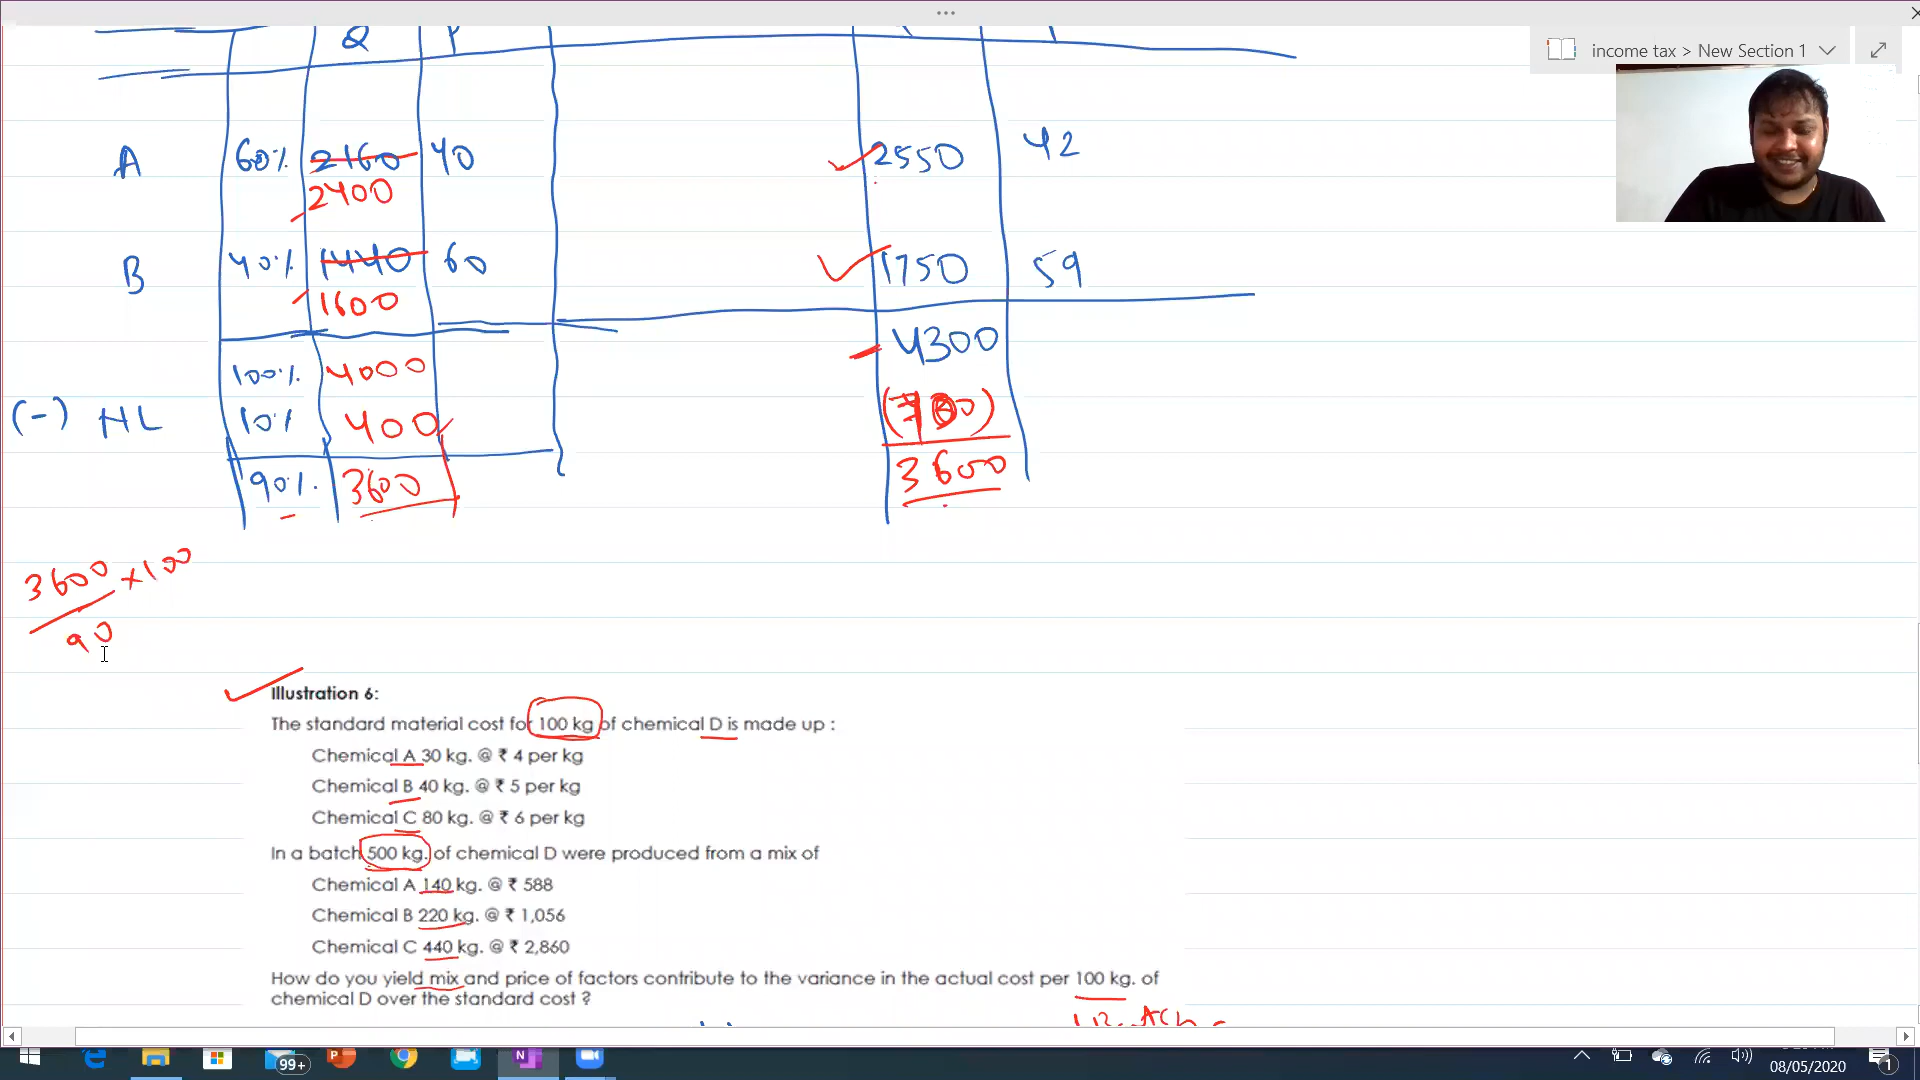 income tax > New Section 1
Q P
A 60% 2160 40 2550 42
2400
B 40% 1440 60 1750 59
1600
100% 4000 4300
(-) NL 10% 400 (700)
90% 3600 3600
3600 ×100
90
Illustration 6:
The standard material cost for 100 kg of chemical D is made up :
Chemical A 30 kg. @ ₹ 4 per kg
Chemical B 40 kg. @ ₹ 5 per kg
Chemical C 80 kg. @ ₹ 6 per kg
In a batch 500 kg. of chemical D were produced from a mix of
Chemical A 140 kg. @ ₹ 588
Chemical B 220 kg. @ ₹ 1,056
Chemical C 440 kg. @ ₹ 2,860
How do you yield mix and price of factors contribute to the variance in the actual cost per 100 kg. of
chemical D over the standard cost ?
99+
08/05/2020
1